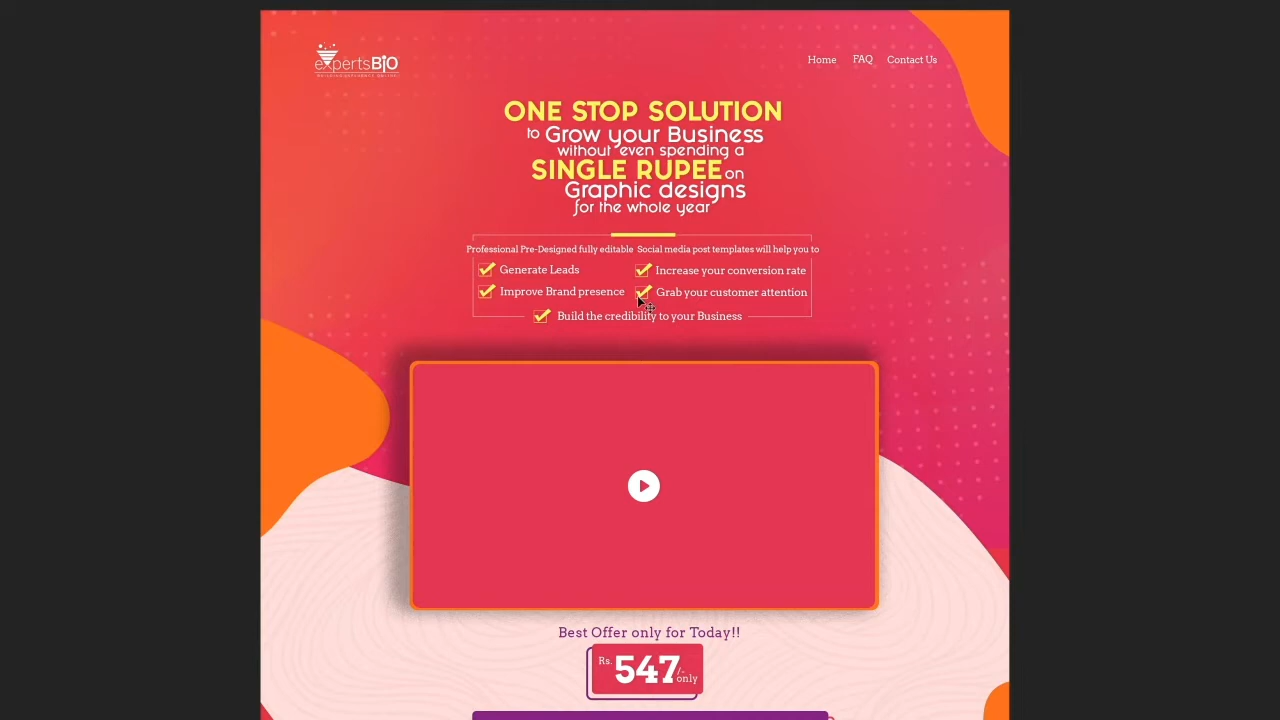 expertsBIO
Home FAQ Contact Us
ONE STOP SOLUTION
to Grow your Business
without even spending a
SINGLE RUPEE on
Graphic designs
for the whole year
Professional Pre-Designed fully editable Social media post templates will help you to
Generate Leads Increase your conversion rate
Improve Brand presence Grab your customer attention
Build the credibility to your Business
Best Offer only for Today!!
Rs. 547/- only